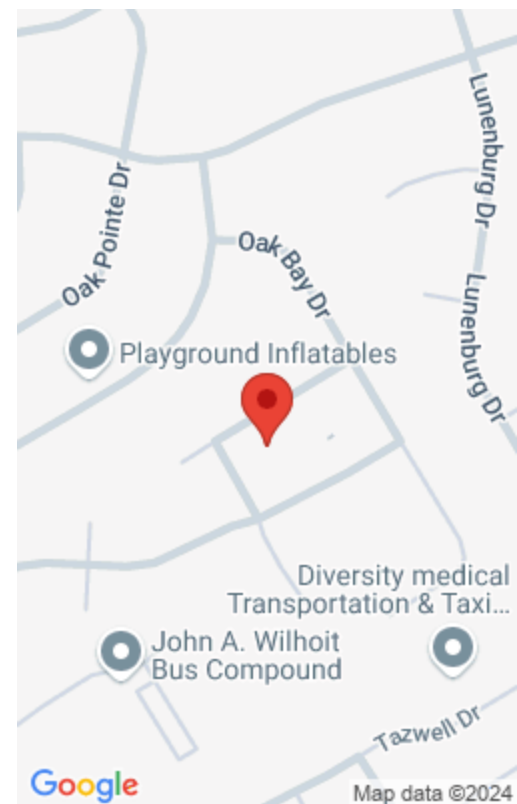 Lunenburg Dr
Oak Pointe Dr
Oak Bay Dr
Lunenburg Dr
Playground Inflatables
Diversity medical
Transportation & Taxi...
John A. Wilhoit
Bus Compound
Tazwell Dr
Google
Map data ©2024